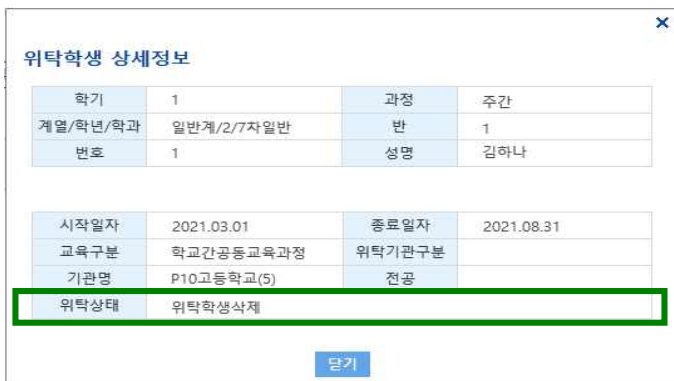 위탁학생 상세정보
학기 1 과정 주간
계열/학년/학과 일반계/2/7차일반 반 1
번호 1 성명 김하나
시작일자 2021.03.01 종료일자 2021.08.31
교육구분 학교간공동교육과정 위탁기관구분
기관명 P10고등학교(5) 전공
위탁상태 위탁학생삭제
닫기